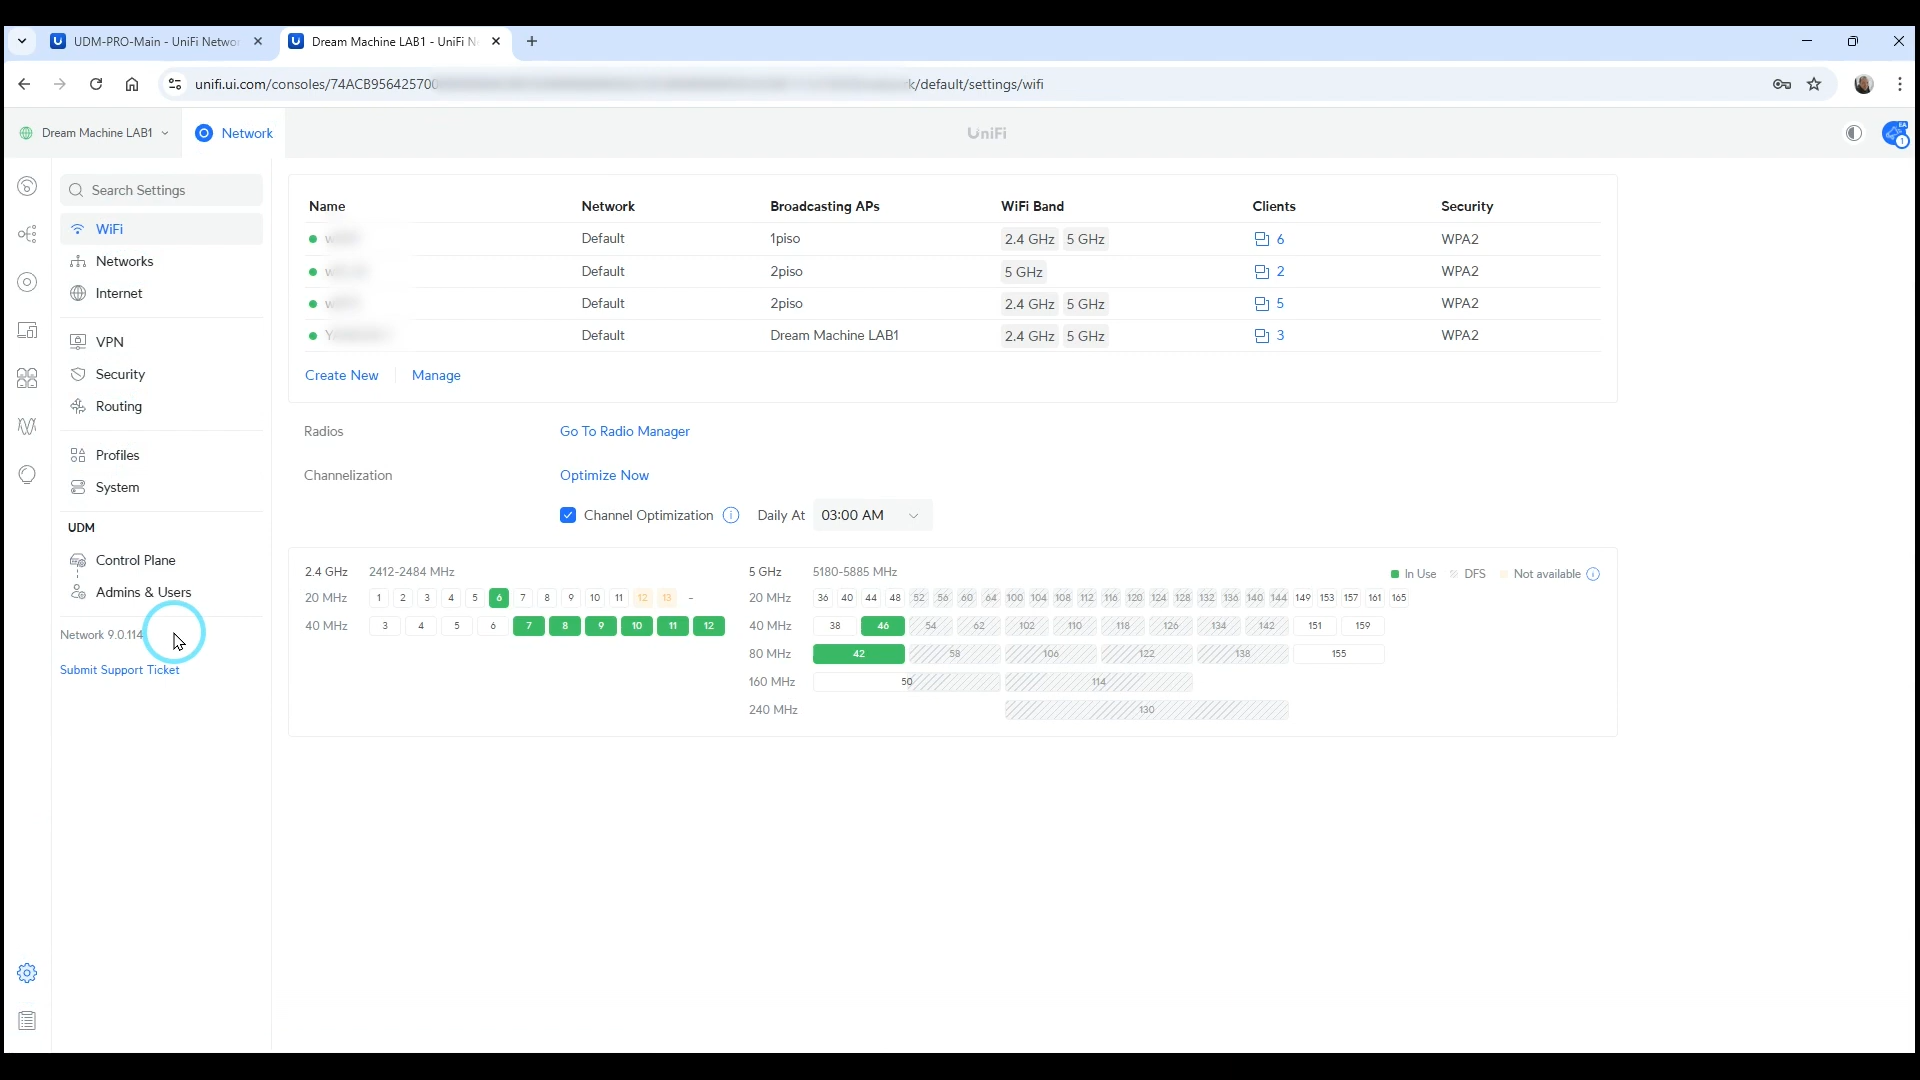 UDM-PRO-Main - UniFi Netwo
Dream Machine LAB1 - UniFi N
unifi.ui.com/consoles/74ACB956425700
k/default/settings/wifi
Dream Machine LAB1
Network
UniFi
EA
1
Search Settings
WiFi
Networks
Internet
VPN
Security
Routing
Profiles
System
UDM
Control Plane
Admins & Users
Network 9.0.114
Submit Support Ticket
Name Network Broadcasting APs WiFi Band Clients Security
Default 1piso 2.4 GHz 5 GHz 6 WPA2
Default 2piso 5 GHz 2 WPA2
Default 2piso 2.4 GHz 5 GHz 5 WPA2
Default Dream Machine LAB1 2.4 GHz 5 GHz 3 WPA2
Create New Manage
Radios Go To Radio Manager
Channelization Optimize Now
Channel Optimization Daily At 03:00 AM
2.4 GHz 2412-2484 MHz
20 MHz 1 2 3 4 5 6 7 8 9 10 11 12 13 -
40 MHz 3 4 5 6 7 8 9 10 11 12
5 GHz 5180-5885 MHz In Use DFS Not available
20 MHz 36 40 44 48 52 56 60 64 100 104 108 112 116 120 124 128 132 136 140 144 149 153 157 161 165
40 MHz 38 46 54 62 102 110 118 126 134 142 151 159
80 MHz 42 58 106 122 138 155
160 MHz 50 114
240 MHz 130